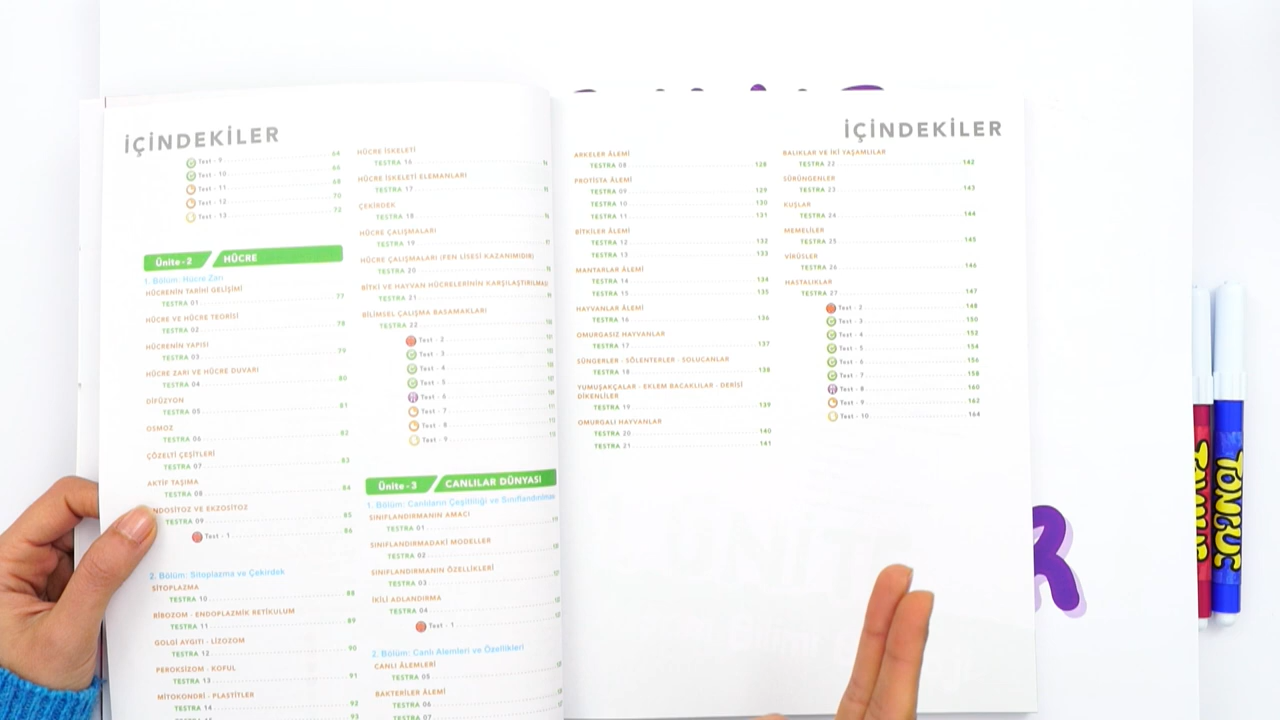 İÇİNDEKİLER
Test - 9 64
Test - 10 66
Test - 11 68
Test - 12 70
Test - 13 72
Ünite - 2 HÜCRE
1. Bölüm: Hücre Zarı
HÜCRENİN TARİHİ GELİŞİMİ
TESTRA 01 77
HÜCRE VE HÜCRE TEORİSİ
TESTRA 02 78
HÜCRENİN YAPISI
TESTRA 03 79
HÜCRE ZARI VE HÜCRE DUVARI
TESTRA 04 80
DİFÜZYON
TESTRA 05 81
OSMOZ
TESTRA 06 82
ÇÖZELTİ ÇEŞİTLERİ
TESTRA 07 83
AKTİF TAŞIMA
TESTRA 08 84
NDOSİTOZ VE EKZOSİTOZ
TESTRA 09 85
Test - 1 86
2. Bölüm: Sitoplazma ve Çekirdek
SİTOPLAZMA
TESTRA 10 88
RİBOZOM - ENDOPLAZMİK RETİKULUM
TESTRA 11 89
GOLGİ AYGITI - LİZOZOM
TESTRA 12 90
PEROKSİZOM - KOFUL
TESTRA 13 91
MİTOKONDRİ - PLASTİTLER
TESTRA 14 92
93
HÜCRE İSKELETİ
TESTRA 16
HÜCRE İSKELETİ ELEMANLARI
TESTRA 17
ÇEKİRDEK
TESTRA 18
HÜCRE ÇALIŞMALARI
TESTRA 19
HÜCRE ÇALIŞMALARI (FEN LİSESİ KAZANIMIDIR)
TESTRA 20
BİTKİ VE HAYVAN HÜCRELERİNİN KARŞILAŞTIRILMASI
TESTRA 21
BİLİMSEL ÇALIŞMA BASAMAKLARI
TESTRA 22
Test - 2
Test - 3
Test - 4
Test - 5
Test - 6
Test - 7
Test - 8
Test - 9
Ünite - 3 CANLILAR DÜNYASI
1. Bölüm: Canlıların Çeşitliliği ve Sınıflandırılması
SINIFLANDIRMANIN AMACI
TESTRA 01
SINIFLANDIRMADAKİ MODELLER
TESTRA 02
SINIFLANDIRMANIN ÖZELLİKLERİ
TESTRA 03
İKİLİ ADLANDIRMA
TESTRA 04
Test - 1
2. Bölüm: Canlı Alemleri ve Özellikleri
CANLI ÂLEMLERİ
TESTRA 05
BAKTERİLER ÂLEMİ
TESTRA 06
TESTRA 07
İÇİNDEKİLER
ARKELER ÂLEMİ
TESTRA 08 128
PROTİSTA ÂLEMİ
TESTRA 09 129
TESTRA 10 130
TESTRA 11 131
BİTKİLER ÂLEMİ
TESTRA 12 132
TESTRA 13 133
MANTARLAR ÂLEMİ
TESTRA 14 134
TESTRA 15 135
HAYVANLAR ÂLEMİ
TESTRA 16 136
OMURGASIZ HAYVANLAR
TESTRA 17 137
SÜNGERLER - SÖLENTERLER - SOLUCANLAR
TESTRA 18 138
YUMUŞAKÇALAR - EKLEM BACAKLILAR - DERİSİ
DİKENLİLER
TESTRA 19 139
OMURGALI HAYVANLAR
TESTRA 20 140
TESTRA 21 141
BALIKLAR VE İKİ YAŞAMLILAR
TESTRA 22 142
SÜRÜNGENLER
TESTRA 23 143
KUŞLAR
TESTRA 24 144
MEMELİLER
TESTRA 25 145
VİRÜSLER
TESTRA 26 146
HASTALIKLAR
TESTRA 27 147
Test - 2 148
Test - 3 150
Test - 4 152
Test - 5 154
Test - 6 156
Test - 7 158
Test - 8 160
Test - 9 162
Test - 10 164
TONGUÇ